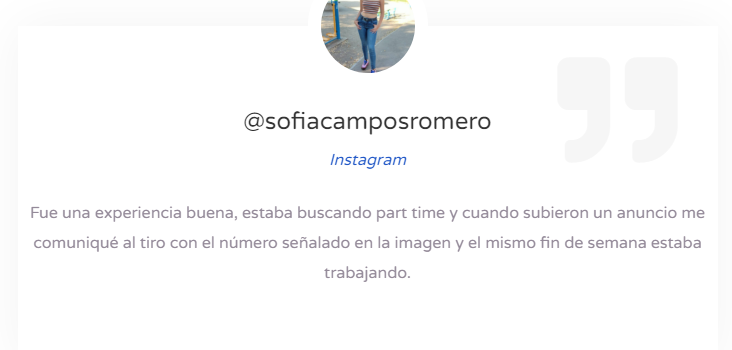 @sofiacamposromero
Instagram
Fue una experiencia buena, estaba buscando part time y cuando subieron un anuncio me
comuniqué al tiro con el número señalado en la imagen y el mismo fin de semana estaba
trabajando.